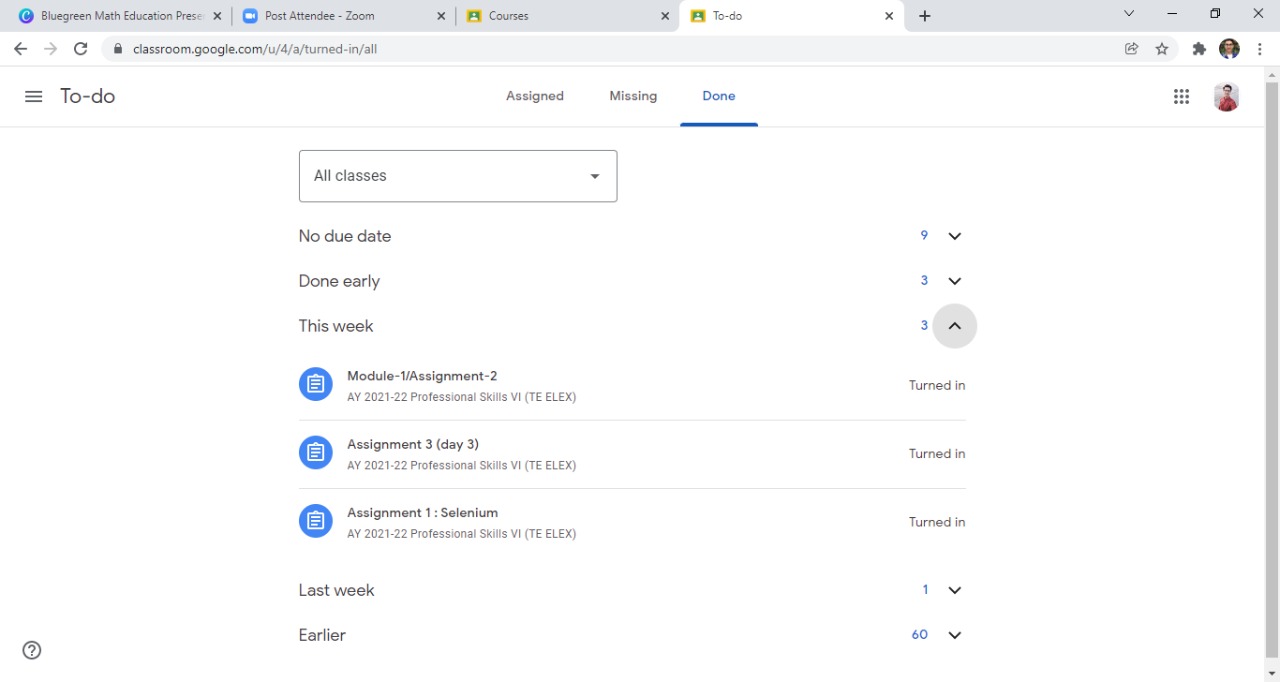 Bluegreen Math Education Prese
Post Attendee - Zoom
Courses
To-do
classroom.google.com/u/4/a/turned-in/all
To-do
Assigned
Missing
Done
All classes
No due date
9
Done early
3
This week
3
Module-1/Assignment-2
AY 2021-22 Professional Skills VI (TE ELEX)
Turned in
Assignment 3 (day 3)
AY 2021-22 Professional Skills VI (TE ELEX)
Turned in
Assignment 1 : Selenium
AY 2021-22 Professional Skills VI (TE ELEX)
Turned in
Last week
1
Earlier
60